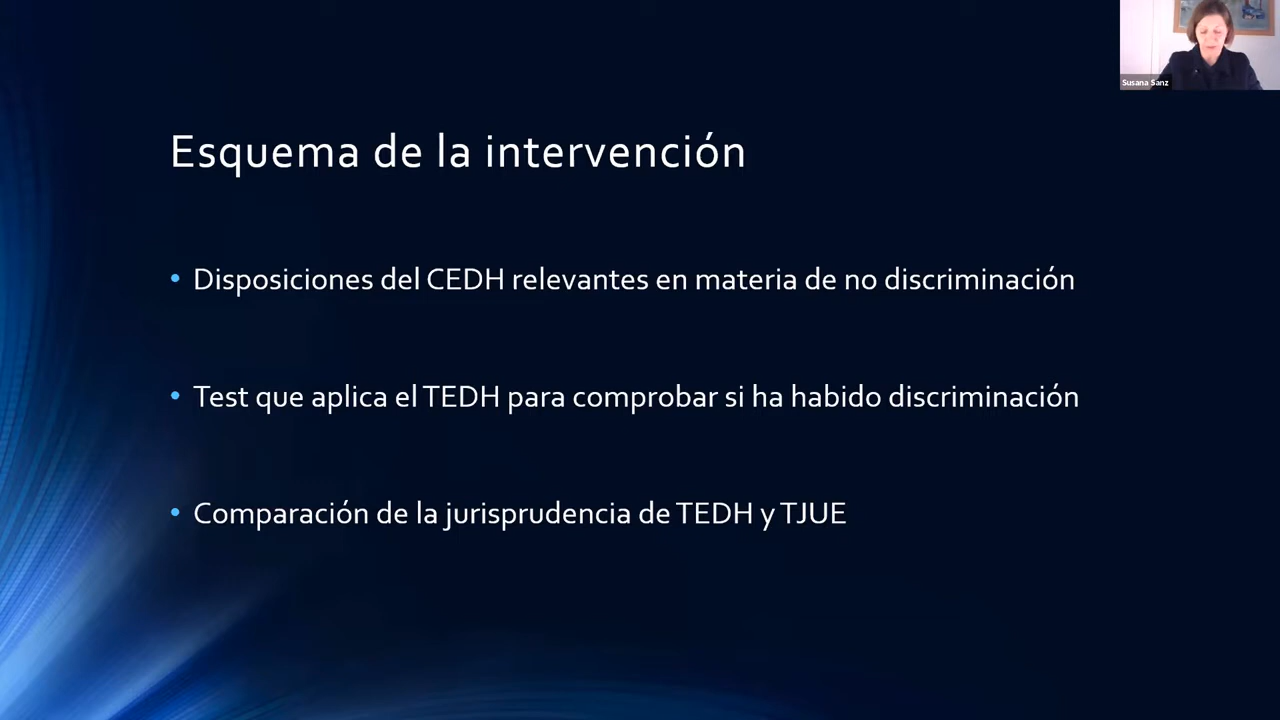 Susana Sanz
Esquema de la intervención
• Disposiciones del CEDH relevantes en materia de no discriminación
• Test que aplica el TEDH para comprobar si ha habido discriminación
• Comparación de la jurisprudencia de TEDH y TJUE